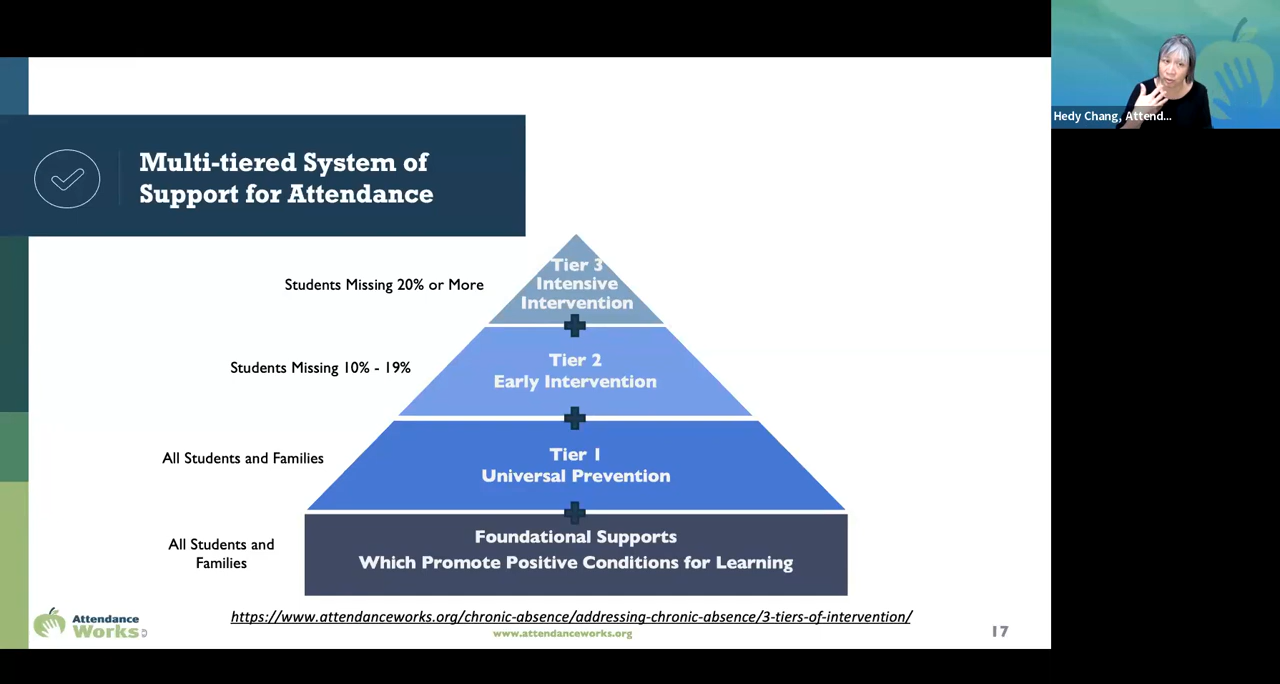 Hedy Chang, Attend...
Multi-tiered System of
Support for Attendance
Students Missing 20% or More
Tier 3
Intensive
Intervention
Students Missing 10% - 19%
Tier 2
Early Intervention
All Students and Families
Tier 1
Universal Prevention
All Students and
Families
Foundational Supports
Which Promote Positive Conditions for Learning
https://www.attendanceworks.org/chronic-absence/addressing-chronic-absence/3-tiers-of-intervention/
Attendance
Works
www.attendanceworks.org
17